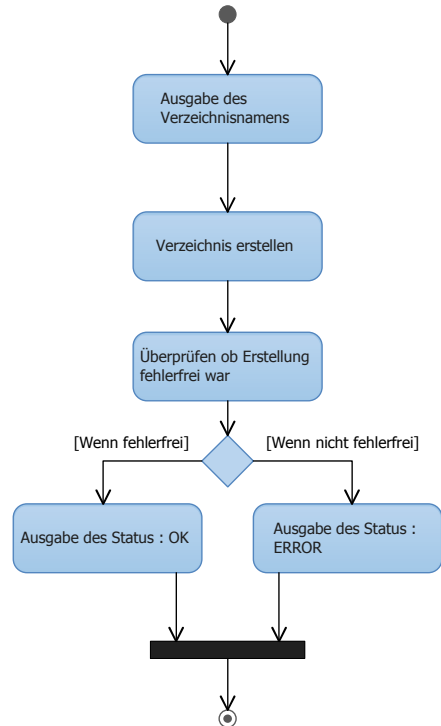 Ausgabe des
Verzeichnisnamens
Verzeichnis erstellen
Überprüfen ob Erstellung
fehlerfrei war
[Wenn fehlerfrei]
[Wenn nicht fehlerfrei]
Ausgabe des Status : OK
Ausgabe des Status :
ERROR